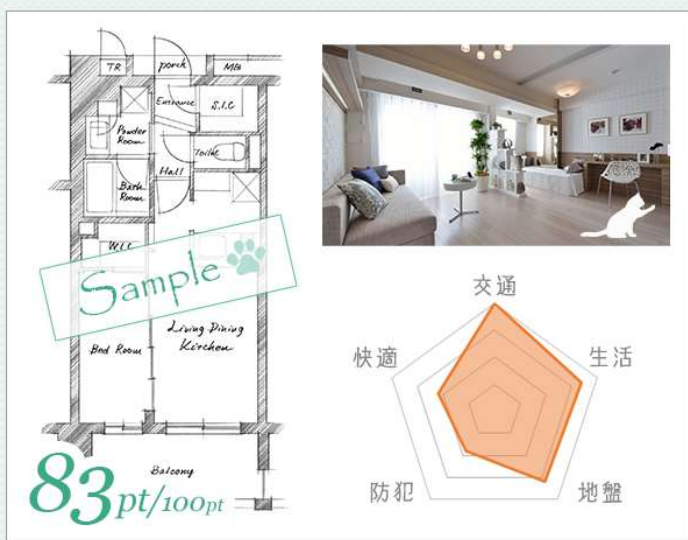 TR
porch
MB
Entrance
S.I.C
Powder
Room
Toilet
Hall
Bath
Room
W.I.C
Sample
Bed Room
Living Dining
Kitchen
Balcony
83pt/100pt
交通
快適
生活
防犯
地盤